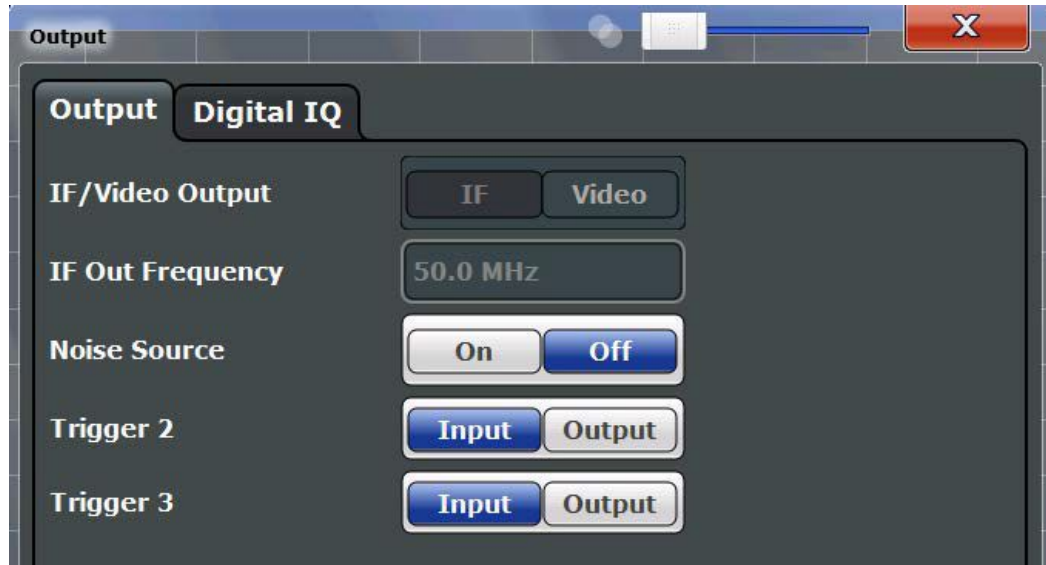 Output
X
Output Digital IQ
IF/Video Output IF Video
IF Out Frequency 50.0 MHz
Noise Source On Off
Trigger 2 Input Output
Trigger 3 Input Output